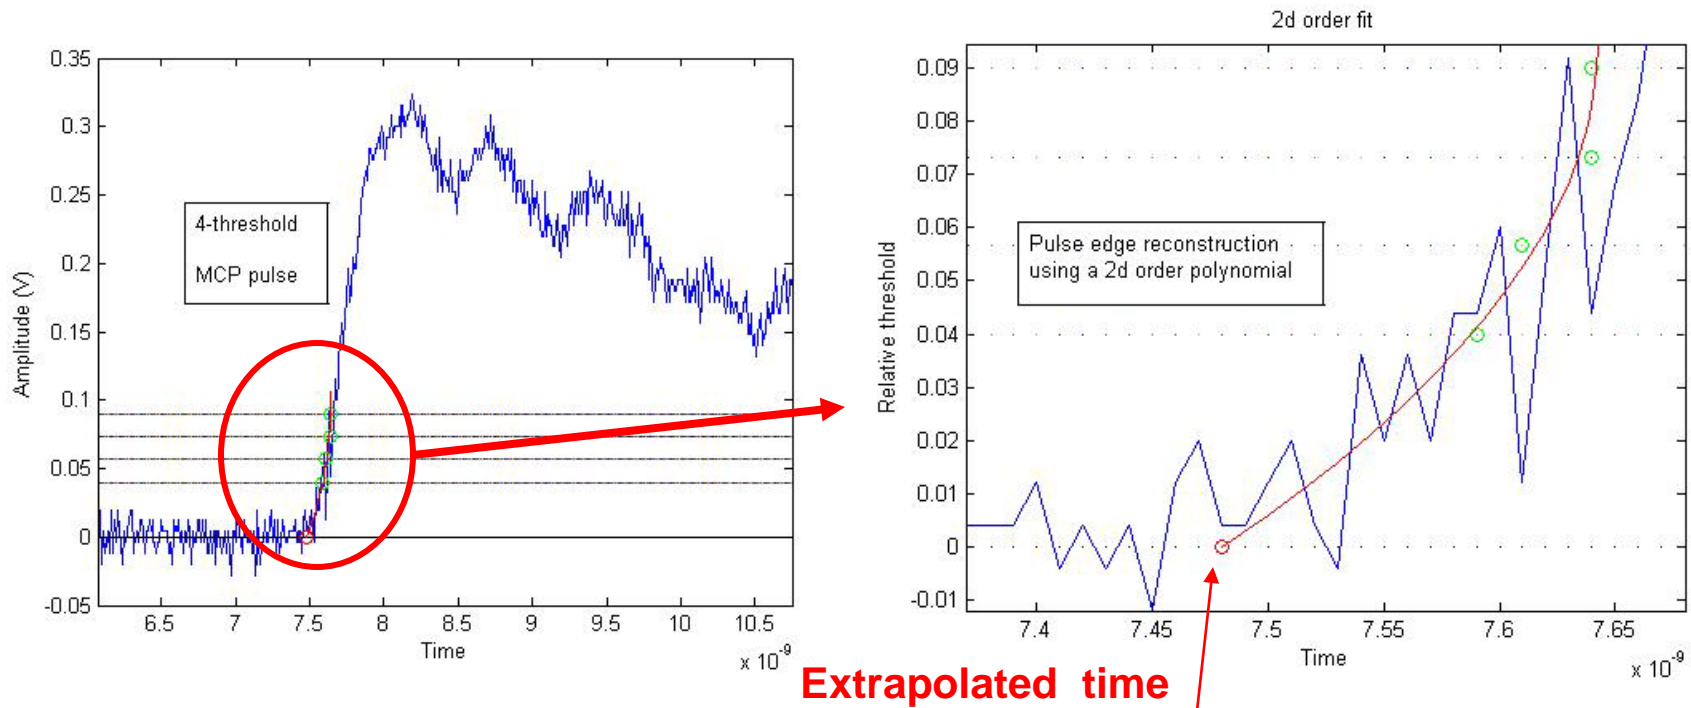 0.35
0.3
0.25
0.2
0.15
0.1
0.05
0
-0.05
Amplitude (V)
4-threshold
MCP pulse
6.5 7 7.5 8 8.5 9 9.5 10 10.5
Time
x 10^-9
2d order fit
0.09
0.08
0.07
0.06
0.05
0.04
0.03
0.02
0.01
0
-0.01
Relative threshold
Pulse edge reconstruction
using a 2d order polynomial
7.4 7.45 7.5 7.55 7.6 7.65
Time
x 10^-9
Extrapolated time